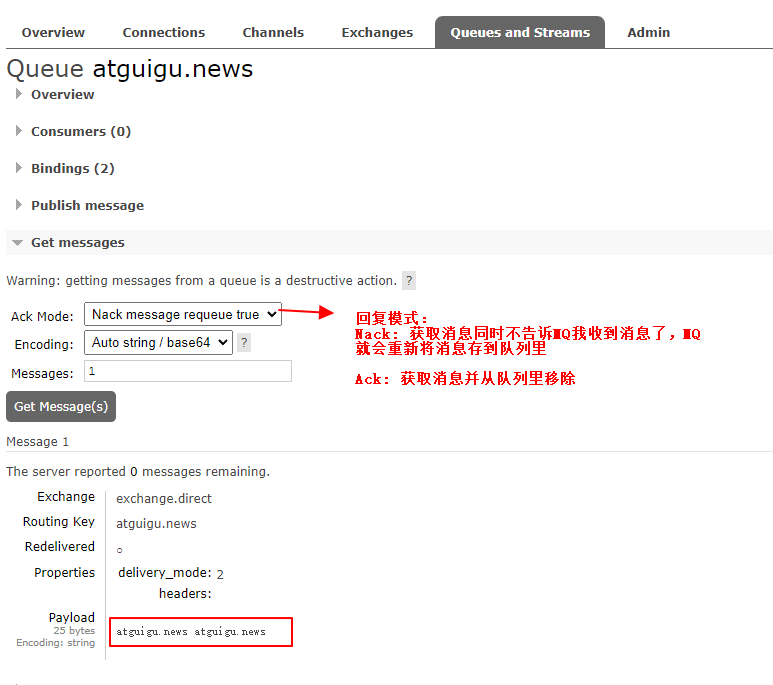 Overview Connections Channels Exchanges Queues and Streams Admin
Queue atguigu.news
Overview
Consumers (0)
Bindings (2)
Publish message
Get messages
Warning: getting messages from a queue is a destructive action. ?
Ack Mode: Nack message requeue true
回复模式：
Nack: 获取消息同时不告诉MQ我收到消息了，MQ
就会重新将消息存到队列里
Ack: 获取消息并从队列里移除
Encoding: Auto string / base64 ?
Messages: 1
Get Message(s)
Message 1
The server reported 0 messages remaining.
Exchange exchange.direct
Routing Key atguigu.news
Redelivered ○
Properties delivery_mode: 2
headers:
Payload
25 bytes
Encoding: string
atguigu.news atguigu.news